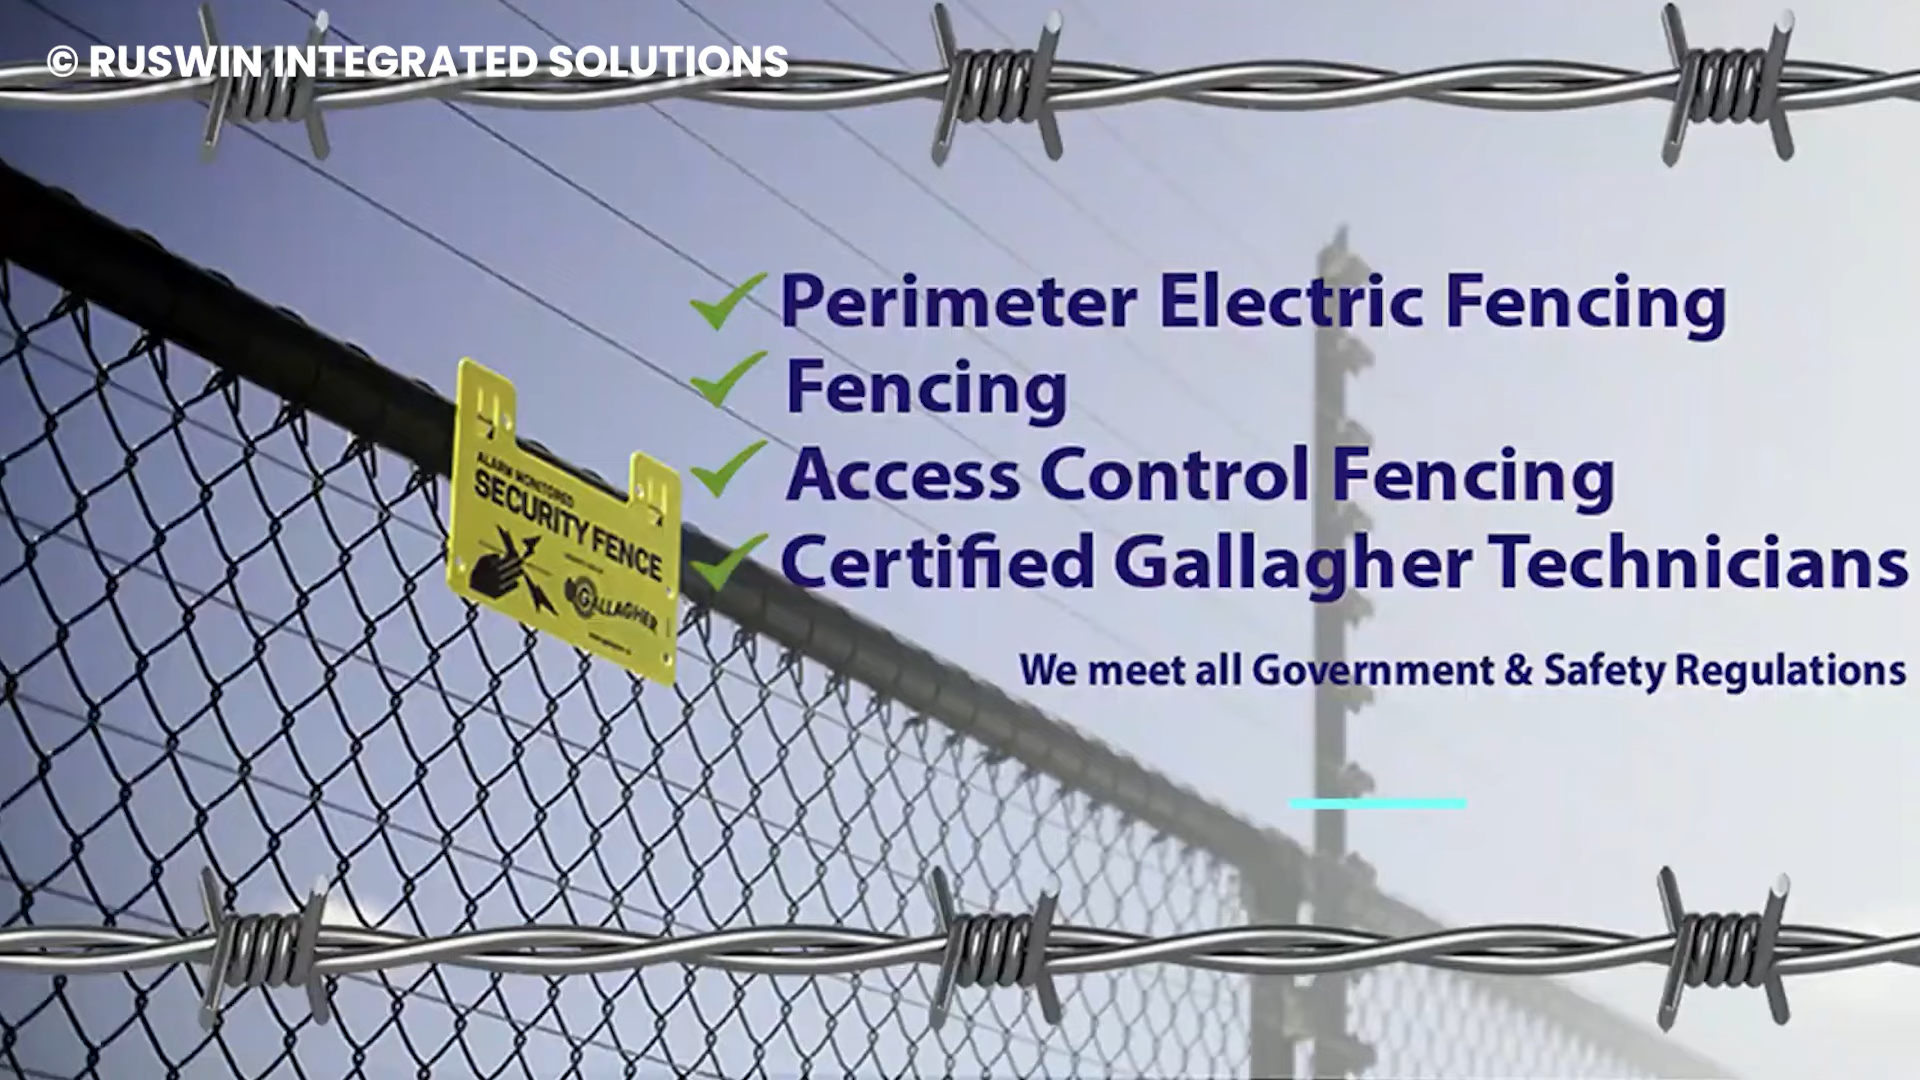 © RUSWIN INTEGRATED SOLUTIONS
Perimeter Electric Fencing
Fencing
Access Control Fencing
Certified Gallagher Technicians
We meet all Government & Safety Regulations
ALARM MONITORED
SECURITY FENCE
GALLAGHER